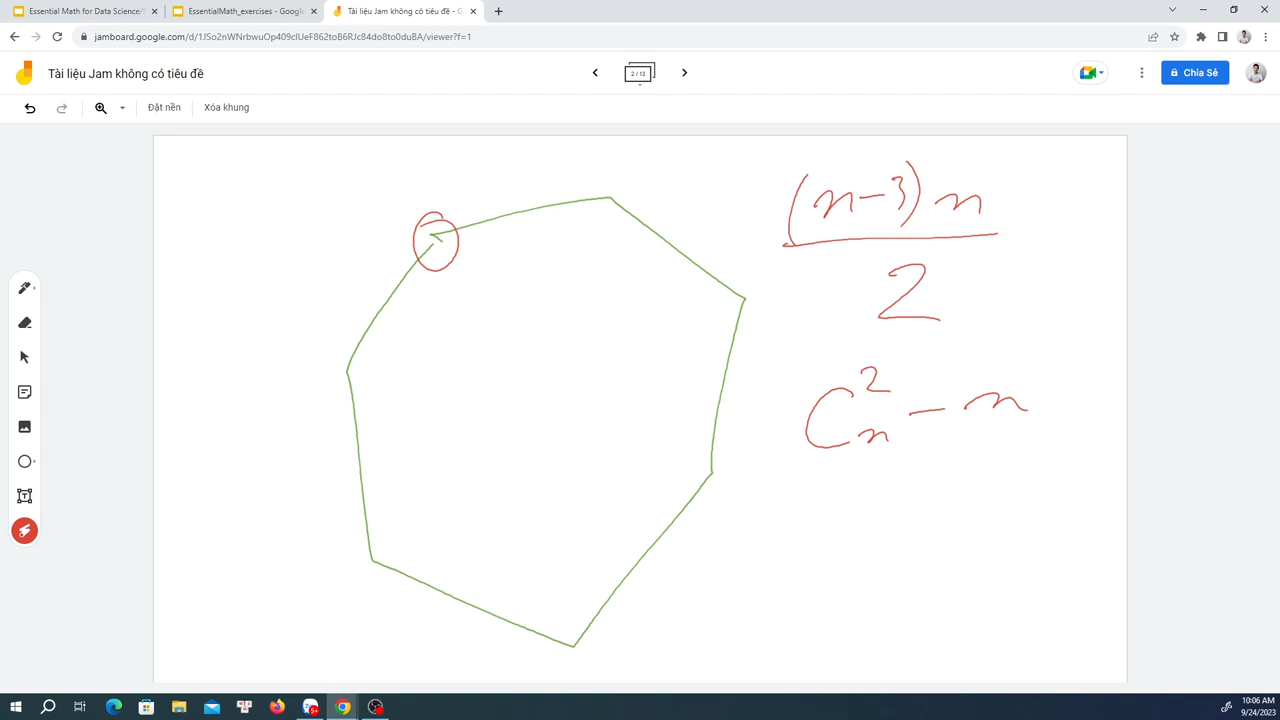 Essential Math for Data Science/
EssentialMath_exercises - Google
Tài liệu Jam không có tiêu đề - G
jamboard.google.com/d/1JSo2nWNrbwuOp409cIUeF862toB6RJc84do8to0duBA/viewer?f=1
Tài liệu Jam không có tiêu đề
2 / 13
Chia Sẻ
Đặt nền
Xóa khung
(n-3)n
2
C²ₙ - n
5+
10:06 AM
9/24/2023